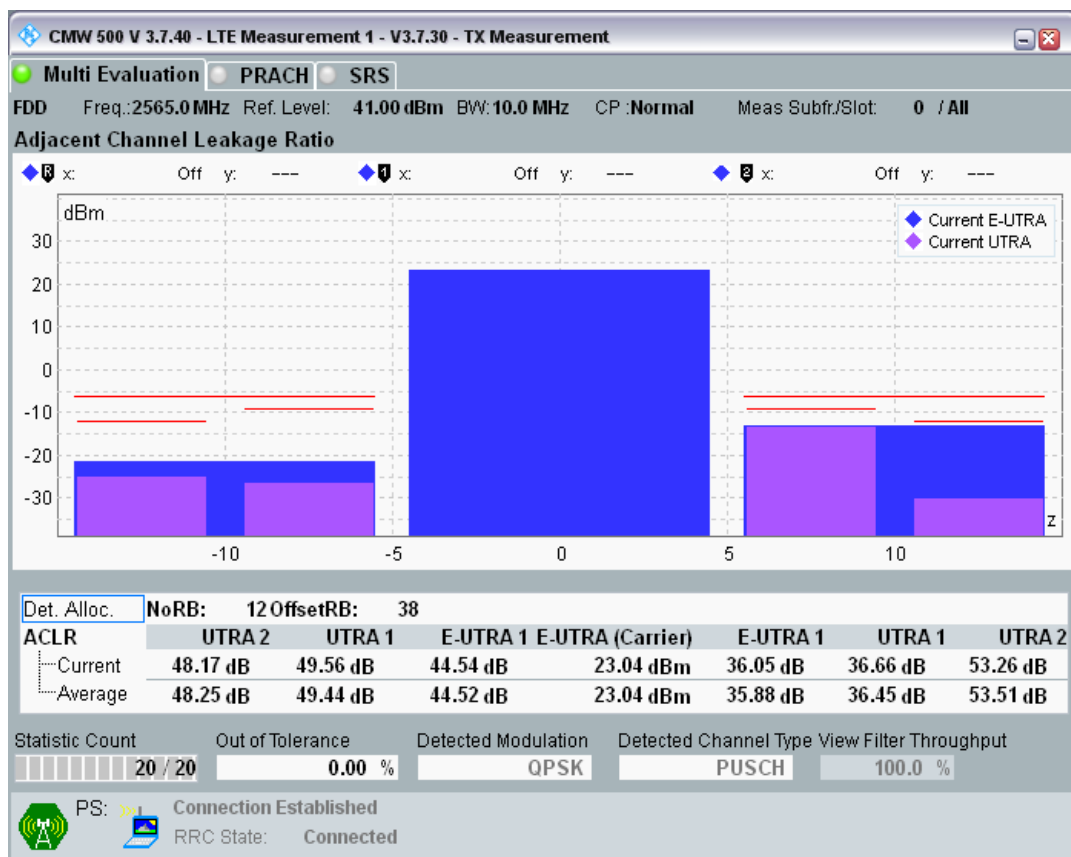 CMW 500 V 3.7.40 - LTE Measurement 1 - V3.7.30 - TX Measurement
Multi Evaluation PRACH SRS
FDD Freq.:2565.0 MHz Ref. Level: 41.00 dBm BW:10.0 MHz CP :Normal Meas Subfr./Slot: 0 / All
Adjacent Channel Leakage Ratio
R x: Off y: --- 1 x: Off y: --- 2 x: Off y: ---
dBm
Current E-UTRA
Current UTRA
30
20
10
0
-10
-20
-30
z
-10 -5 0 5 10
Det. Alloc. NoRB: 12 OffsetRB: 38
ACLR UTRA 2 UTRA 1 E-UTRA 1 E-UTRA (Carrier) E-UTRA 1 UTRA 1 UTRA 2
Current 48.17 dB 49.56 dB 44.54 dB 23.04 dBm 36.05 dB 36.66 dB 53.26 dB
Average 48.25 dB 49.44 dB 44.52 dB 23.04 dBm 35.88 dB 36.45 dB 53.51 dB
Statistic Count Out of Tolerance Detected Modulation Detected Channel Type View Filter Throughput
20 / 20 0.00 % QPSK PUSCH 100.0 %
PS: Connection Established
RRC State: Connected